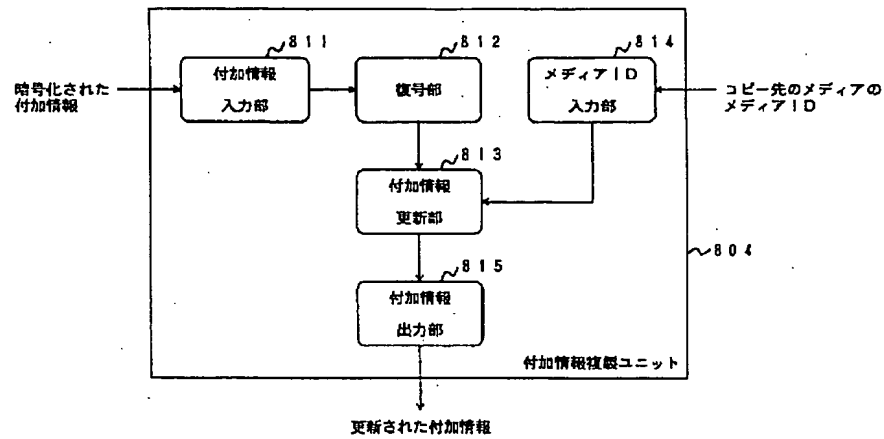 811
812
814
暗号化された
付加情報
付加情報
入力部
復号部
メディアID
入力部
コピー先のメディアの
メディアID
813
付加情報
更新部
804
815
付加情報
出力部
付加情報複製ユニット
更新された付加情報